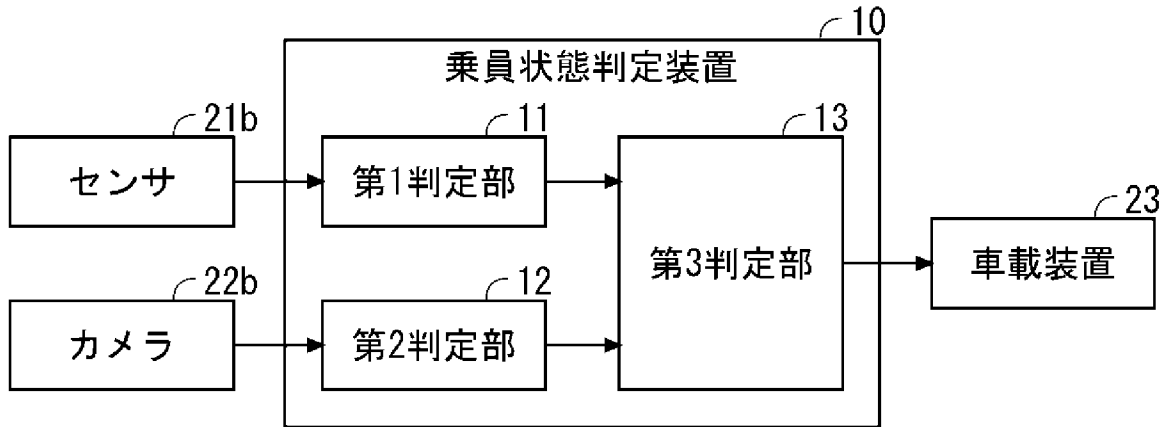 10
乗員状態判定装置
21b
センサ
11
第1判定部
13
第3判定部
23
車載装置
22b
カメラ
12
第2判定部